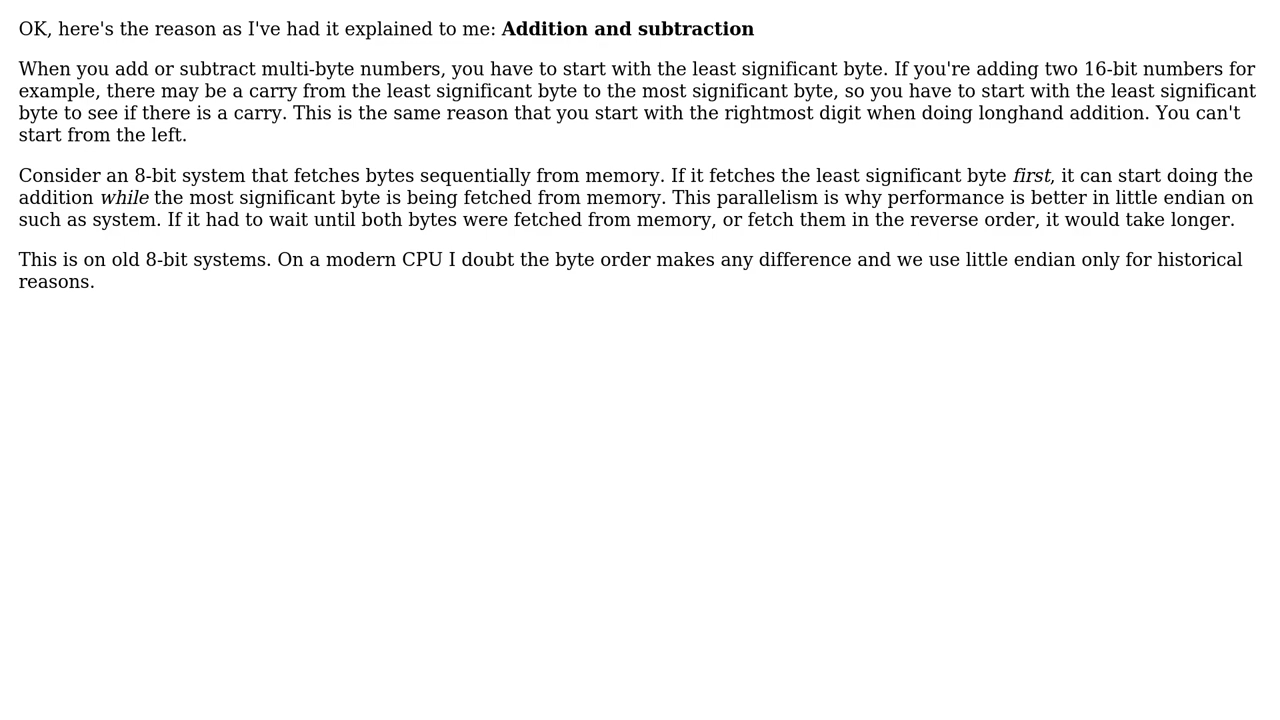 OK, here's the reason as I've had it explained to me: Addition and subtraction
When you add or subtract multi-byte numbers, you have to start with the least significant byte. If you're adding two 16-bit numbers for
example, there may be a carry from the least significant byte to the most significant byte, so you have to start with the least significant
byte to see if there is a carry. This is the same reason that you start with the rightmost digit when doing longhand addition. You can't
start from the left.
Consider an 8-bit system that fetches bytes sequentially from memory. If it fetches the least significant byte first, it can start doing the
addition while the most significant byte is being fetched from memory. This parallelism is why performance is better in little endian on
such as system. If it had to wait until both bytes were fetched from memory, or fetch them in the reverse order, it would take longer.
This is on old 8-bit systems. On a modern CPU I doubt the byte order makes any difference and we use little endian only for historical
reasons.